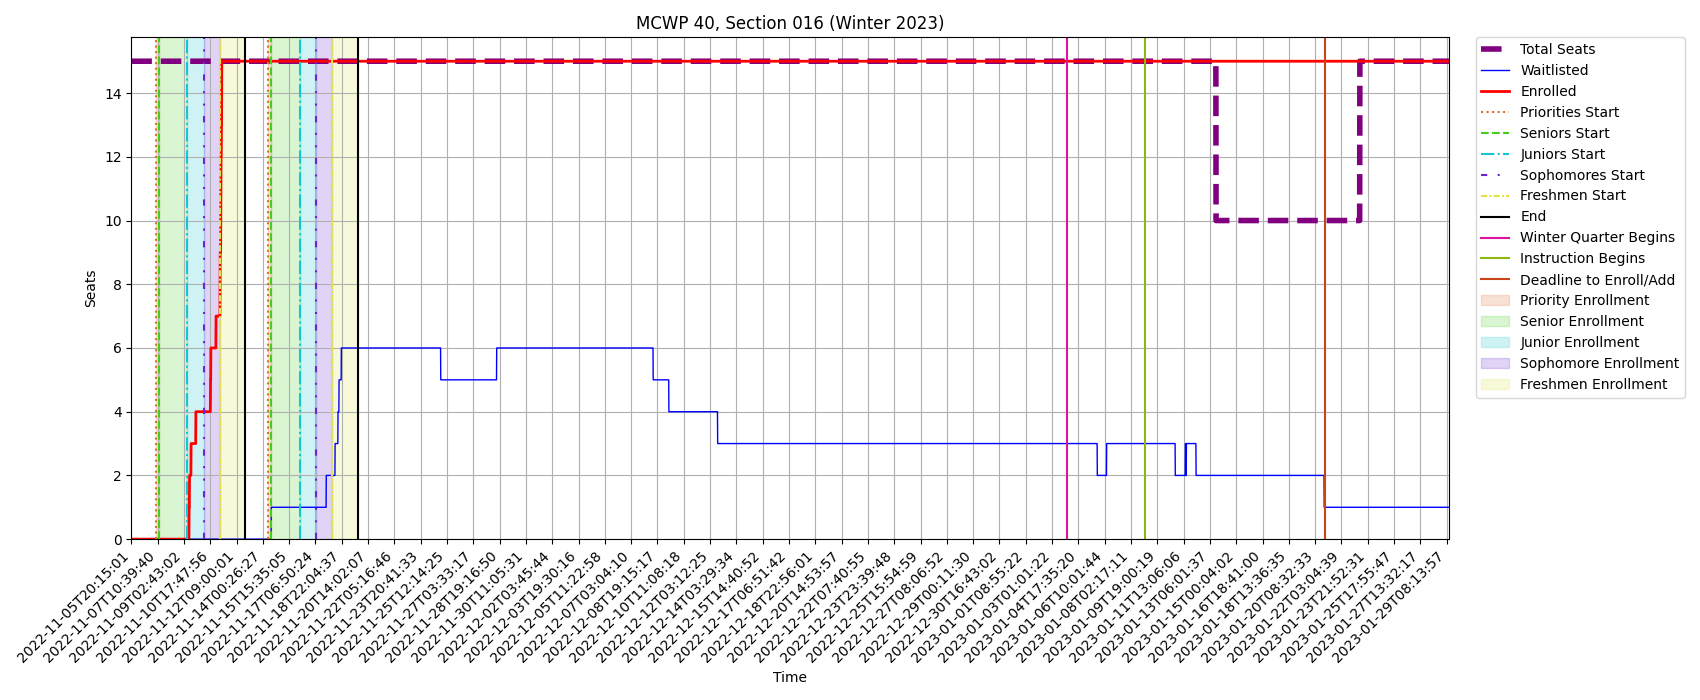 MCWP 40, Section 016 (Winter 2023)
Seats
14
12
10
8
6
4
2
0
2022-11-05T20:15:01
2022-11-07T10:39:40
2022-11-09T02:43:02
2022-11-10T17:47:56
2022-11-12T09:00:01
2022-11-14T00:26:27
2022-11-15T15:35:05
2022-11-17T06:50:24
2022-11-18T22:04:37
2022-11-20T14:02:07
2022-11-22T05:16:46
2022-11-23T20:41:33
2022-11-25T12:14:25
2022-11-27T03:33:17
2022-11-28T19:16:50
2022-11-30T11:05:31
2022-12-02T03:45:44
2022-12-03T19:30:16
2022-12-05T11:22:58
2022-12-07T03:04:10
2022-12-08T19:15:17
2022-12-10T11:08:18
2022-12-12T03:12:25
2022-12-14T03:29:34
2022-12-15T14:40:52
2022-12-17T06:51:42
2022-12-18T22:56:01
2022-12-20T14:53:57
2022-12-22T07:40:55
2022-12-23T23:39:48
2022-12-25T15:54:59
2022-12-27T08:06:52
2022-12-29T00:11:30
2022-12-30T16:43:02
2023-01-01T08:55:22
2023-01-03T01:01:22
2023-01-04T17:35:20
2023-01-06T10:01:44
2023-01-08T02:17:11
2023-01-09T19:00:19
2023-01-11T13:06:06
2023-01-13T06:01:37
2023-01-15T00:04:02
2023-01-16T18:41:00
2023-01-18T13:36:35
2023-01-20T08:32:33
2023-01-22T03:04:39
2023-01-23T21:52:31
2023-01-25T17:55:47
2023-01-27T13:32:17
2023-01-29T08:13:57
Time
Total Seats
Waitlisted
Enrolled
Priorities Start
Seniors Start
Juniors Start
Sophomores Start
Freshmen Start
End
Winter Quarter Begins
Instruction Begins
Deadline to Enroll/Add
Priority Enrollment
Senior Enrollment
Junior Enrollment
Sophomore Enrollment
Freshmen Enrollment